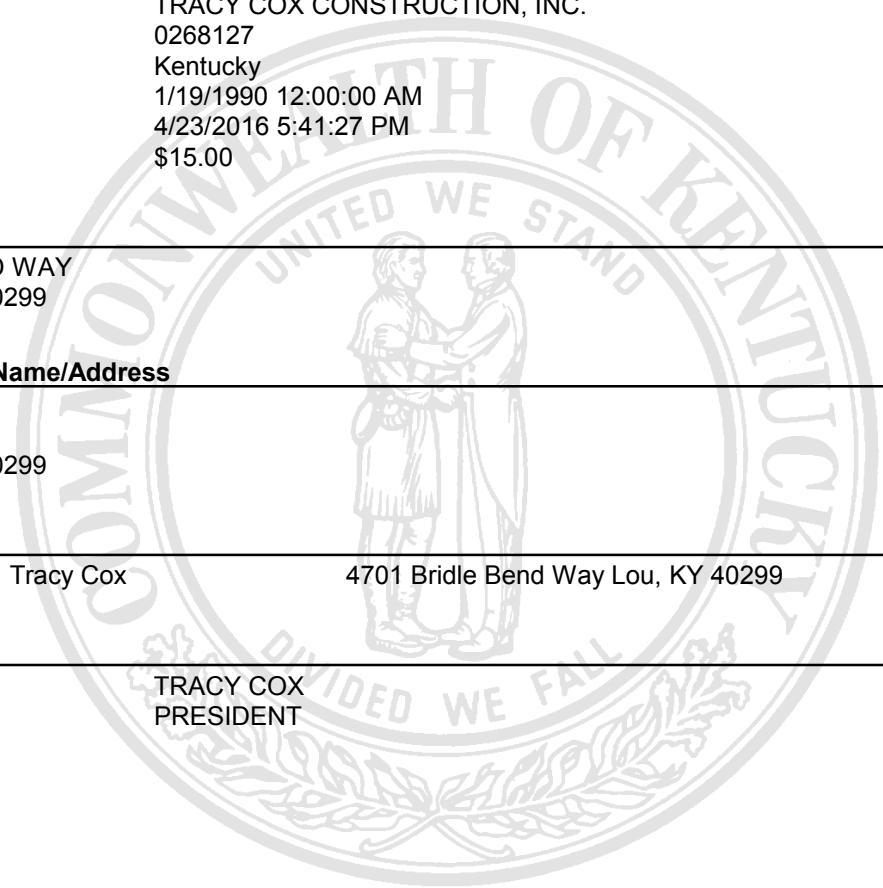 TRACY COX CONSTRUCTION, INC.
0268127
Kentucky
1/19/1990 12:00:00 AM
4/23/2016 5:41:27 PM
$15.00
WAY
0299
Name/Address
0299
Tracy Cox 4701 Bridle Bend Way Lou, KY 40299
TRACY COX
PRESIDENT
COMMONWEALTH OF KENTUCKY
UNITED WE STAND
DIVIDED WE FALL